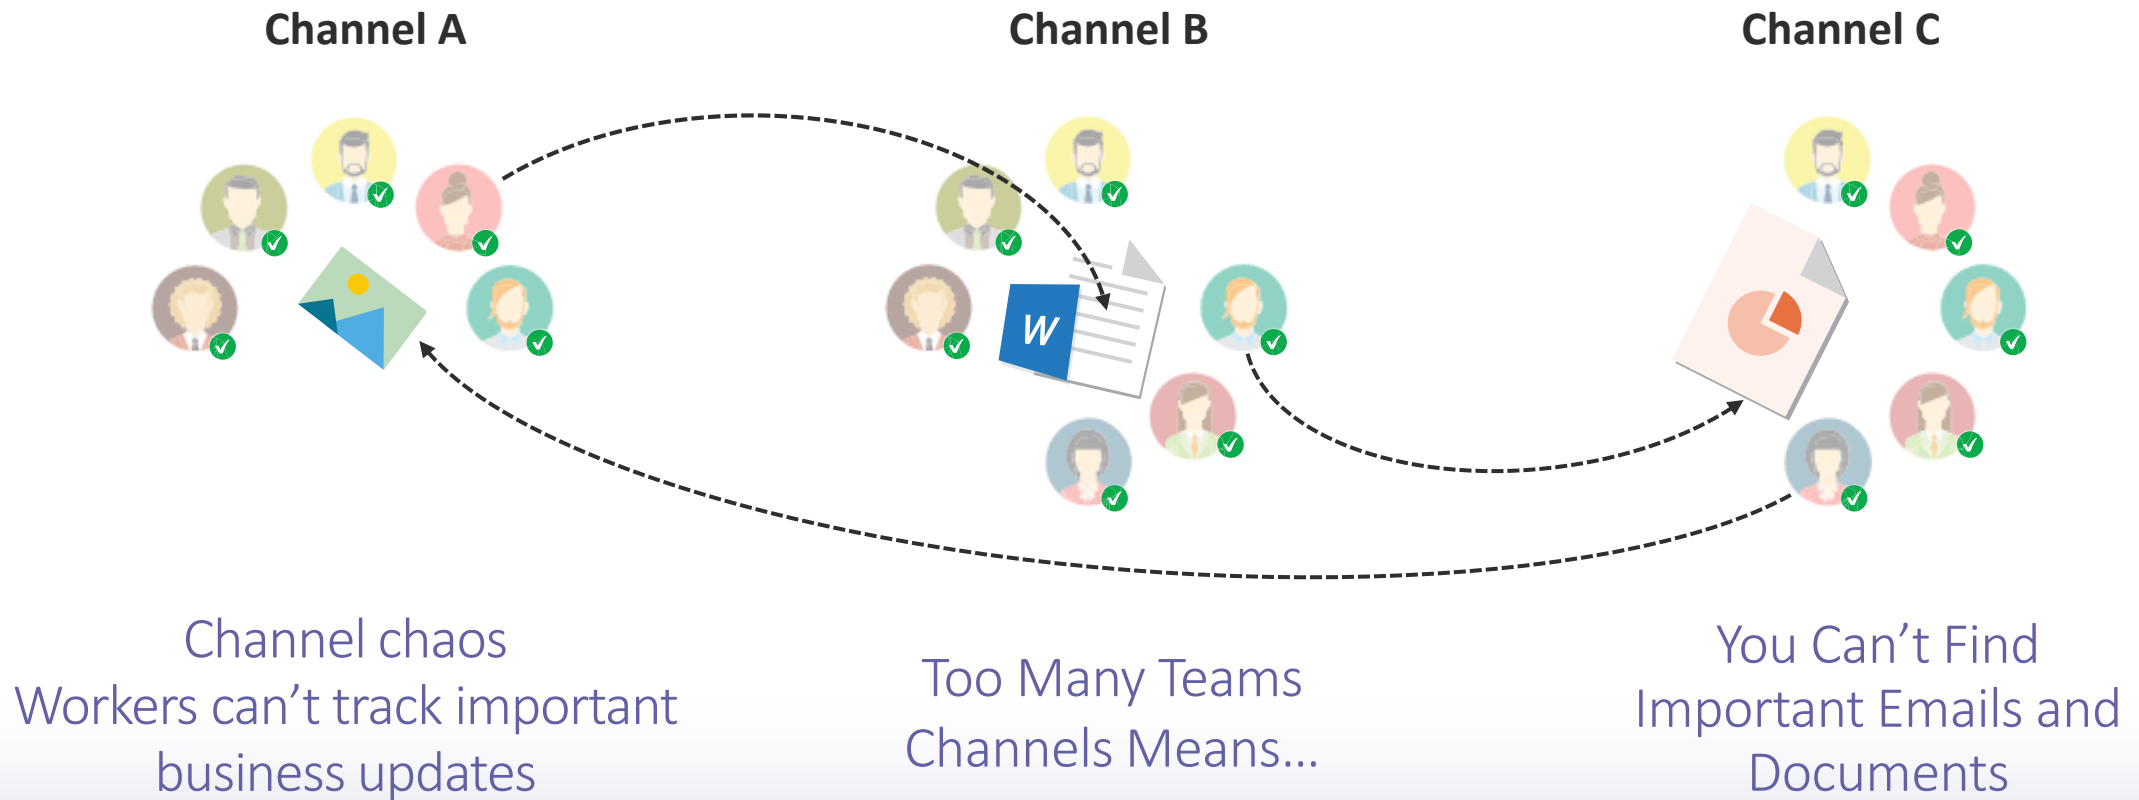 Channel A
Channel B
Channel C
W
Channel chaos
Workers can’t track important
business updates
Too Many Teams
Channels Means...
You Can’t Find
Important Emails and
Documents